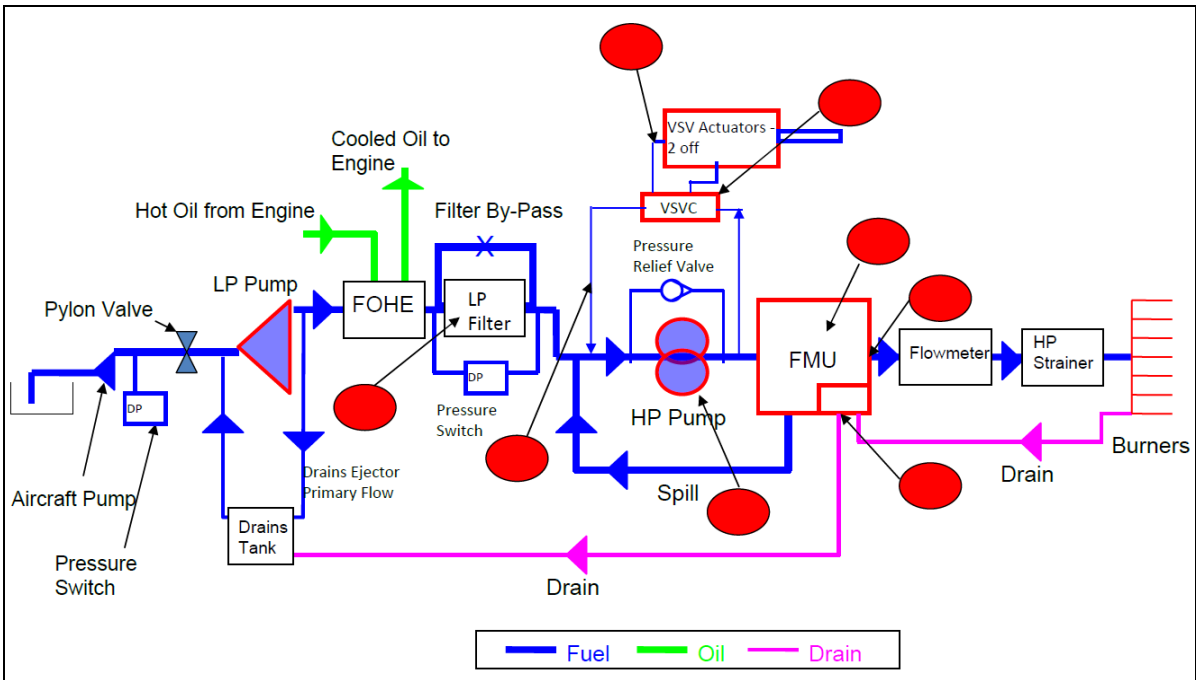 VSV Actuators -
2 off
Cooled Oil to
Engine
Hot Oil from Engine
Filter By-Pass
VSVC
Pressure
Relief Valve
LP Pump
Pylon Valve
FOHE
LP
Filter
FMU
Flowmeter
HP
Strainer
DP
DP
Pressure
Switch
HP Pump
Burners
Drain
Drains Ejector
Primary Flow
Spill
Aircraft Pump
Drains
Tank
Pressure
Switch
Drain
Fuel
Oil
Drain